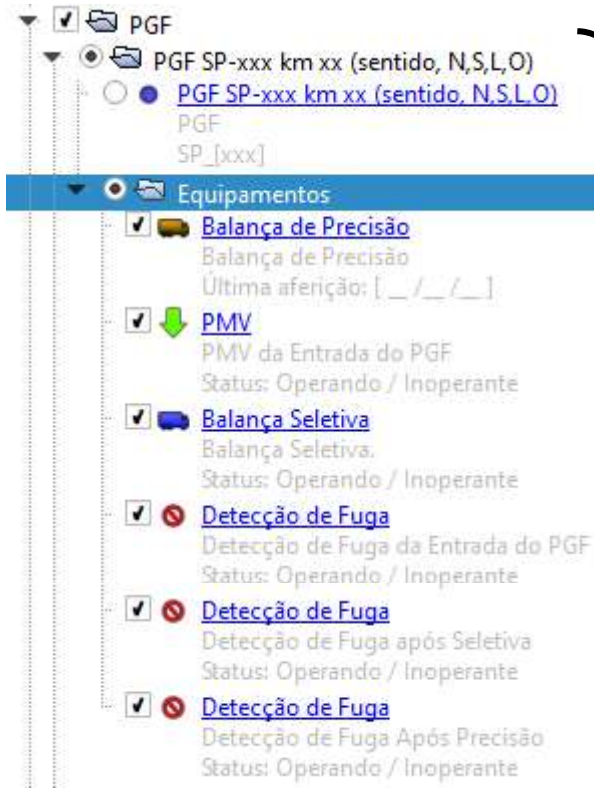 PGF
PGF SP-xxx km xx (sentido, N,S,L,O)
PGF SP-xxx km xx (sentido, N,S,L,O)
PGF
SP_[xxx]
Equipamentos
Balança de Precisão
Balança de Precisão
Última aferição: [ __ /__ /__ ]
PMV
PMV da Entrada do PGF
Status: Operando / Inoperante
Balança Seletiva
Balança Seletiva.
Status: Operando / Inoperante
Detecção de Fuga
Detecção de Fuga da Entrada do PGF
Status: Operando / Inoperante
Detecção de Fuga
Detecção de Fuga após Seletiva
Status: Operando / Inoperante
Detecção de Fuga
Detecção de Fuga Após Precisão
Status: Operando / Inoperante